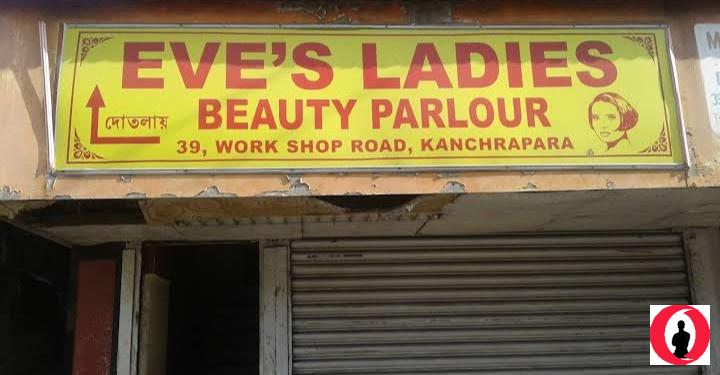 EVE'S LADIES
BEAUTY PARLOUR
দোতলায়
39, WORK SHOP ROAD, KANCHRAPARA